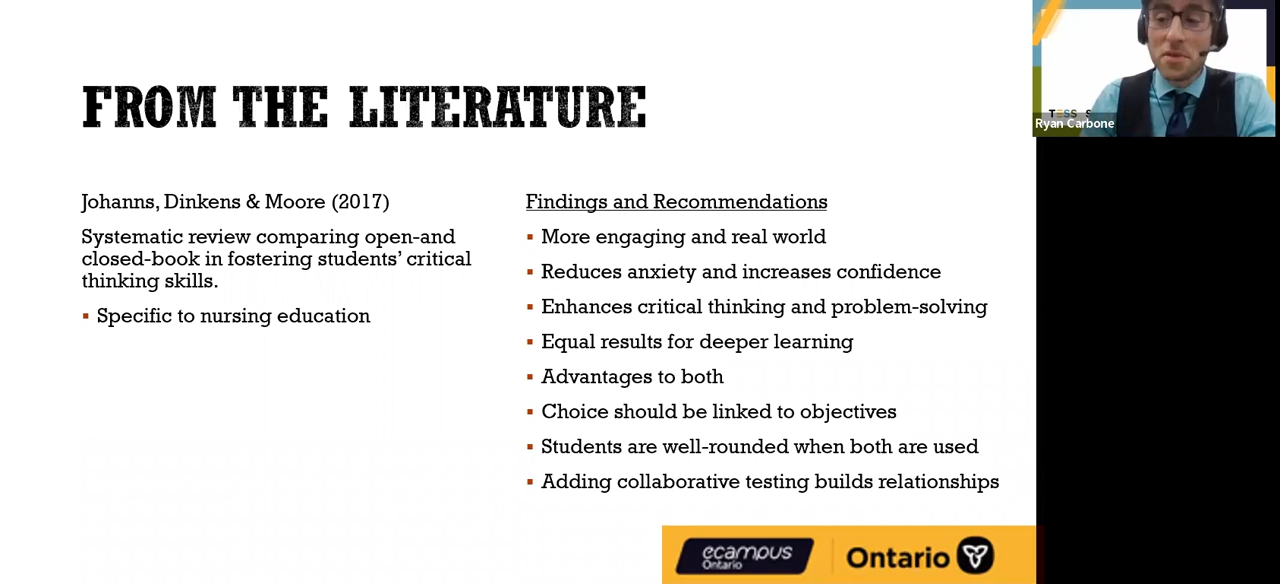 FROM THE LITERATURE
Johanns, Dinkens & Moore (2017)
Systematic review comparing open-and
closed-book in fostering students' critical
thinking skills.
▪ Specific to nursing education
Findings and Recommendations
▪ More engaging and real world
▪ Reduces anxiety and increases confidence
▪ Enhances critical thinking and problem-solving
▪ Equal results for deeper learning
▪ Advantages to both
▪ Choice should be linked to objectives
▪ Students are well-rounded when both are used
▪ Adding collaborative testing builds relationships
Ryan Carbone
ecampus
Ontario
Ontario